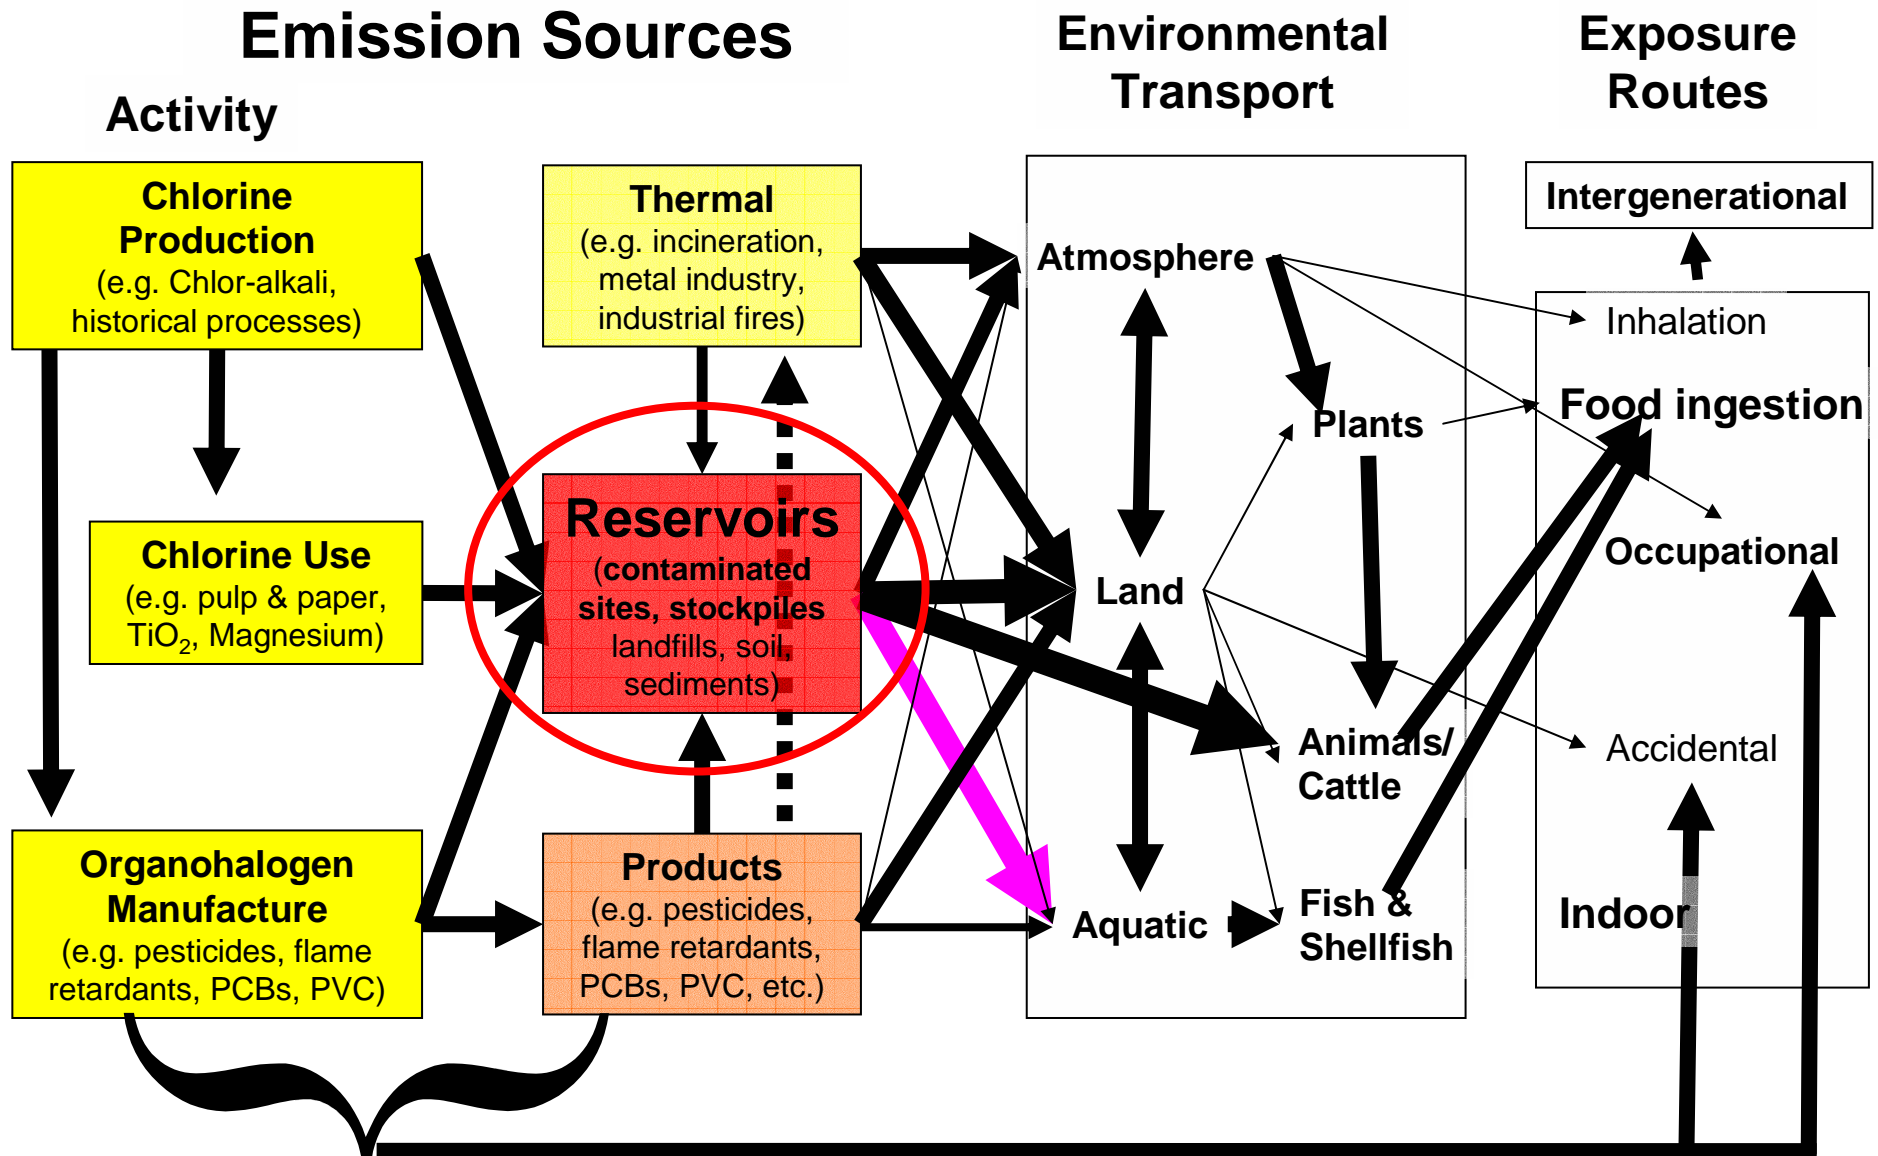 Emission Sources
Environmental
Transport
Exposure
Routes
Activity
Chlorine
Production
(e.g. Chlor-alkali,
historical processes)
Chlorine Use
(e.g. pulp & paper,
TiO₂, Magnesium)
Organohalogen
Manufacture
(e.g. pesticides, flame
retardants, PCBs, PVC)
Thermal
(e.g. incineration,
metal industry,
industrial fires)
Reservoirs
(contaminated
sites, stockpiles
landfills, soil,
sediments)
Products
(e.g. pesticides,
flame retardants,
PCBs, PVC, etc.)
Atmosphere
Plants
Land
Animals/
Cattle
Aquatic
Fish &
Shellfish
Intergenerational
Inhalation
Food ingestion
Occupational
Accidental
Indoor